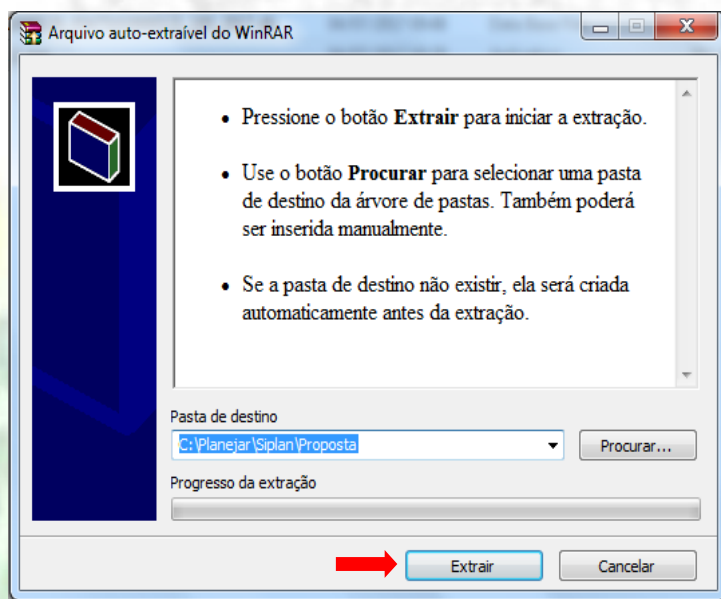 Arquivo auto-extraível do WinRAR
• Pressione o botão Extrair para iniciar a extração.
• Use o botão Procurar para selecionar uma pasta
de destino da árvore de pastas. Também poderá
ser inserida manualmente.
• Se a pasta de destino não existir, ela será criada
automaticamente antes da extração.
Pasta de destino
C:\Planejar\Siplan\Proposta
Procurar...
Progresso da extração
Extrair
Cancelar